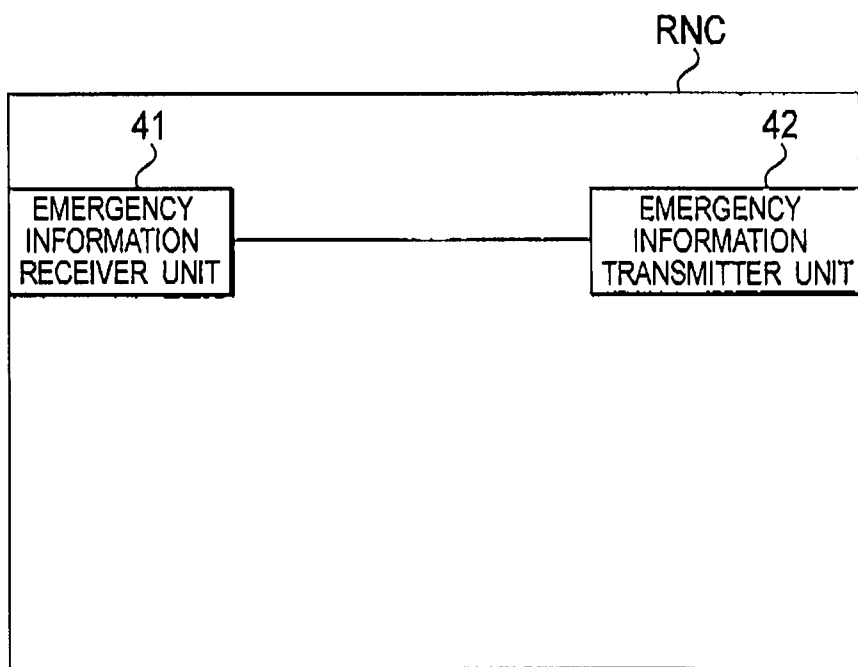 RNC
41
42
EMERGENCY
INFORMATION
RECEIVER UNIT
EMERGENCY
INFORMATION
TRANSMITTER UNIT